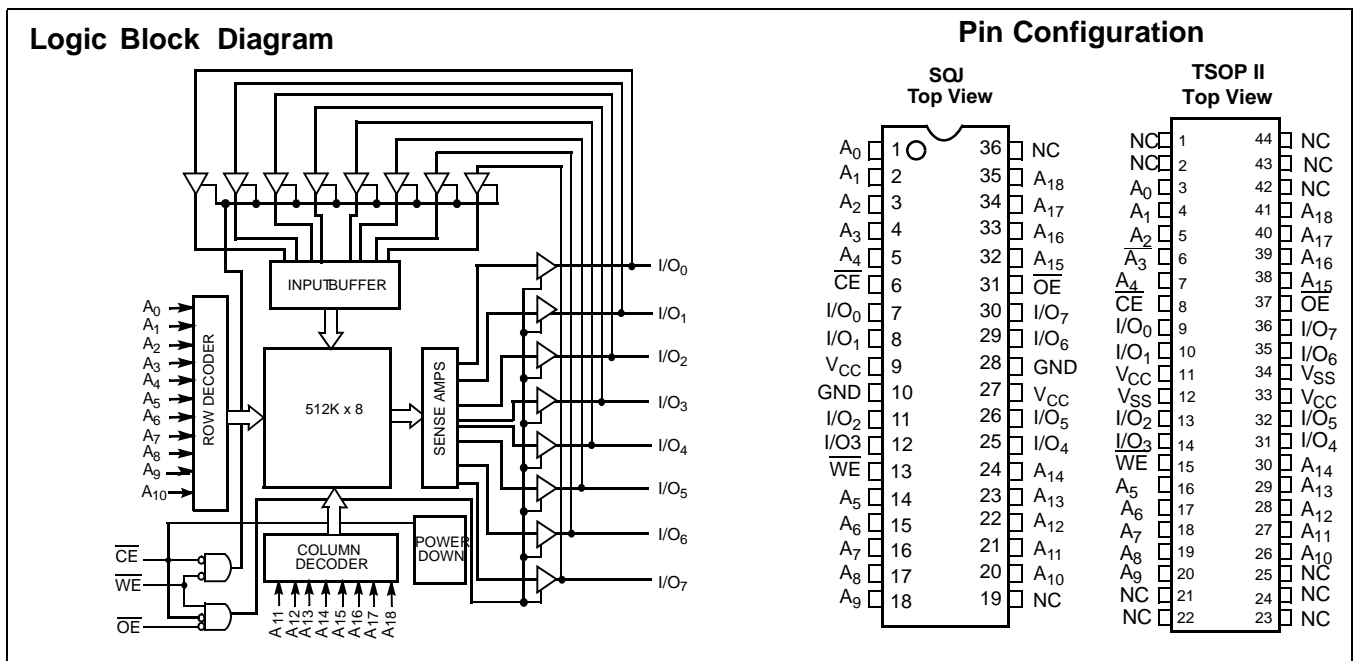 Logic Block Diagram
INPUTBUFFER
A0
A1
A2
A3
A4
A5
A6
A7
A8
A9
A10
ROW DECODER
512K x 8
SENSE AMPS
COLUMN
DECODER
POWER
DOWN
CE
WE
OE
A11
A12
A13
A14
A15
A16
A17
A18
I/O0
I/O1
I/O2
I/O3
I/O4
I/O5
I/O6
I/O7
Pin Configuration
SOJ
Top View
A0 1 36 NC
A1 2 35 A18
A2 3 34 A17
A3 4 33 A16
A4 5 32 A15
CE 6 31 OE
I/O0 7 30 I/O7
I/O1 8 29 I/O6
VCC 9 28 GND
GND 10 27 VCC
I/O2 11 26 I/O5
I/O3 12 25 I/O4
WE 13 24 A14
A5 14 23 A13
A6 15 22 A12
A7 16 21 A11
A8 17 20 A10
A9 18 19 NC
TSOP II
Top View
NC 1 44 NC
NC 2 43 NC
A0 3 42 NC
A1 4 41 A18
A2 5 40 A17
A3 6 39 A16
A4 7 38 A15
CE 8 37 OE
I/O0 9 36 I/O7
I/O1 10 35 I/O6
VCC 11 34 VSS
VSS 12 33 VCC
I/O2 13 32 I/O5
I/O3 14 31 I/O4
WE 15 30 A14
A5 16 29 A13
A6 17 28 A12
A7 18 27 A11
A8 19 26 A10
A9 20 25 NC
NC 21 24 NC
NC 22 23 NC